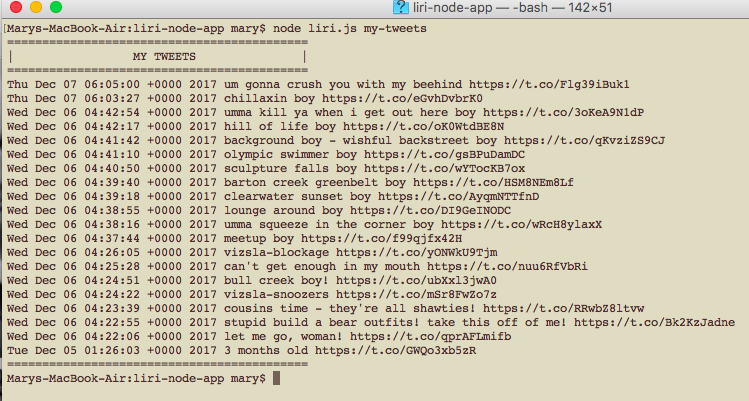 liri-node-app — -bash — 142×51
[Marys-MacBook-Air:liri-node-app mary$ node liri.js my-tweets
==========================================
| MY TWEETS |
==========================================
Thu Dec 07 06:05:00 +0000 2017 um gonna crush you with my beehind https://t.co/Flg39iBuk1
Thu Dec 07 06:03:27 +0000 2017 chillaxin boy https://t.co/eGvhDvbrK0
Wed Dec 06 04:42:54 +0000 2017 umma kill ya when i get out here boy https://t.co/3oKeA9N1dP
Wed Dec 06 04:42:17 +0000 2017 hill of life boy https://t.co/oK0WtdBE8N
Wed Dec 06 04:41:42 +0000 2017 background boy - wishful backstreet boy https://t.co/qKvziZS9CJ
Wed Dec 06 04:41:10 +0000 2017 olympic swimmer boy https://t.co/gsBPuDamDC
Wed Dec 06 04:40:50 +0000 2017 sculpture falls boy https://t.co/wYTocKB7ox
Wed Dec 06 04:39:40 +0000 2017 barton creek greenbelt boy https://t.co/HSM8NEm8Lf
Wed Dec 06 04:39:18 +0000 2017 clearwater sunset boy https://t.co/AyqmNTTfnD
Wed Dec 06 04:38:55 +0000 2017 lounge around boy https://t.co/DI9GeINODC
Wed Dec 06 04:38:16 +0000 2017 umma squeeze in the corner boy https://t.co/wRcH8ylaxX
Wed Dec 06 04:37:44 +0000 2017 meetup boy https://t.co/f99qjfx42H
Wed Dec 06 04:26:05 +0000 2017 vizsla-blockage https://t.co/yONWkU9Tjm
Wed Dec 06 04:25:28 +0000 2017 can't get enough in my mouth https://t.co/nuu6RfVbRi
Wed Dec 06 04:24:51 +0000 2017 bull creek boy! https://t.co/ubXxl3jwA0
Wed Dec 06 04:24:22 +0000 2017 vizsla-snoozers https://t.co/mSr8FwZo7z
Wed Dec 06 04:23:39 +0000 2017 cousins time - they're all shawties! https://t.co/RRwbZ8ltvw
Wed Dec 06 04:22:55 +0000 2017 stupid build a bear outfits! take this off of me! https://t.co/Bk2KzJadne
Wed Dec 06 04:22:06 +0000 2017 let me go, woman! https://t.co/qprAFLmifb
Tue Dec 05 01:26:03 +0000 2017 3 months old https://t.co/GWQo3xb5zR
==========================================
Marys-MacBook-Air:liri-node-app mary$